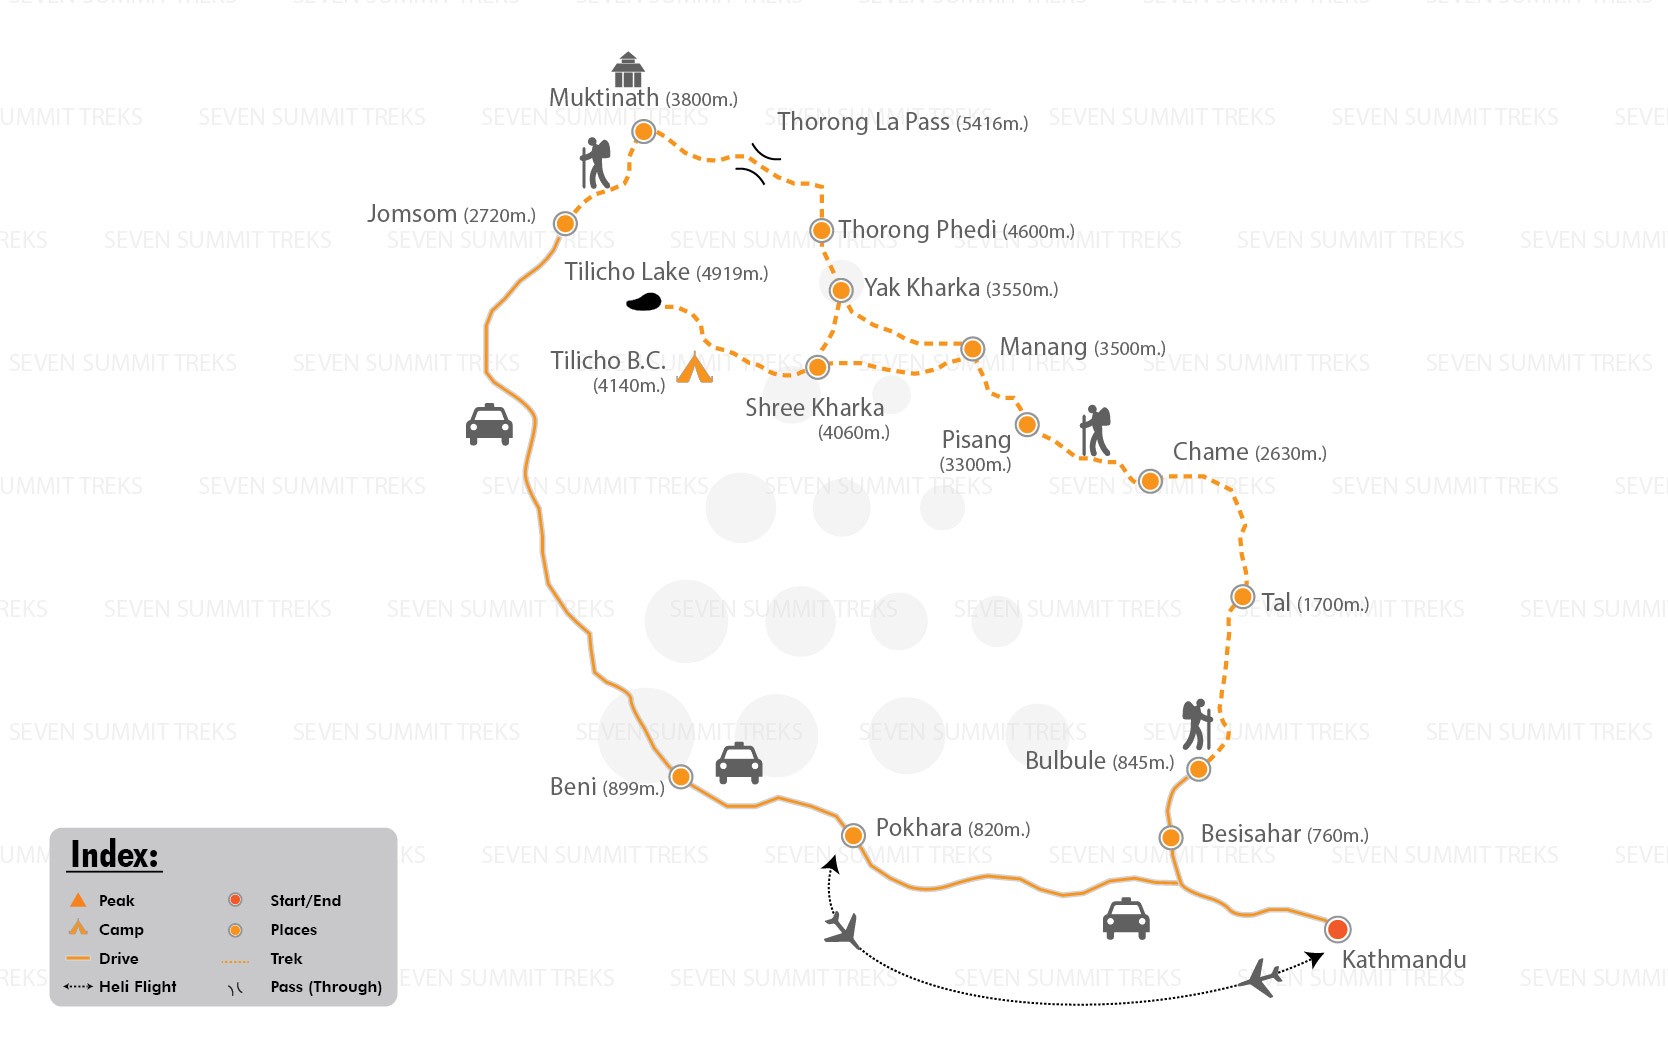 Muktinath (3800m.)
Thorong La Pass (5416m.)
Jomsom (2720m.)
Thorong Phedi (4600m.)
Tilicho Lake (4919m.)
Yak Kharka (3550m.)
Manang (3500m.)
Tilicho B.C.
(4140m.)
Shree Kharka
(4060m.)
Pisang
(3300m.)
Chame (2630m.)
Tal (1700m.)
Bulbule (845m.)
Beni (899m.)
Pokhara (820m.)
Besisahar (760m.)
Kathmandu
Index:
Peak
Start/End
Camp
Places
Drive
Trek
Heli Flight
Pass (Through)
SEVEN SUMMIT TREKS